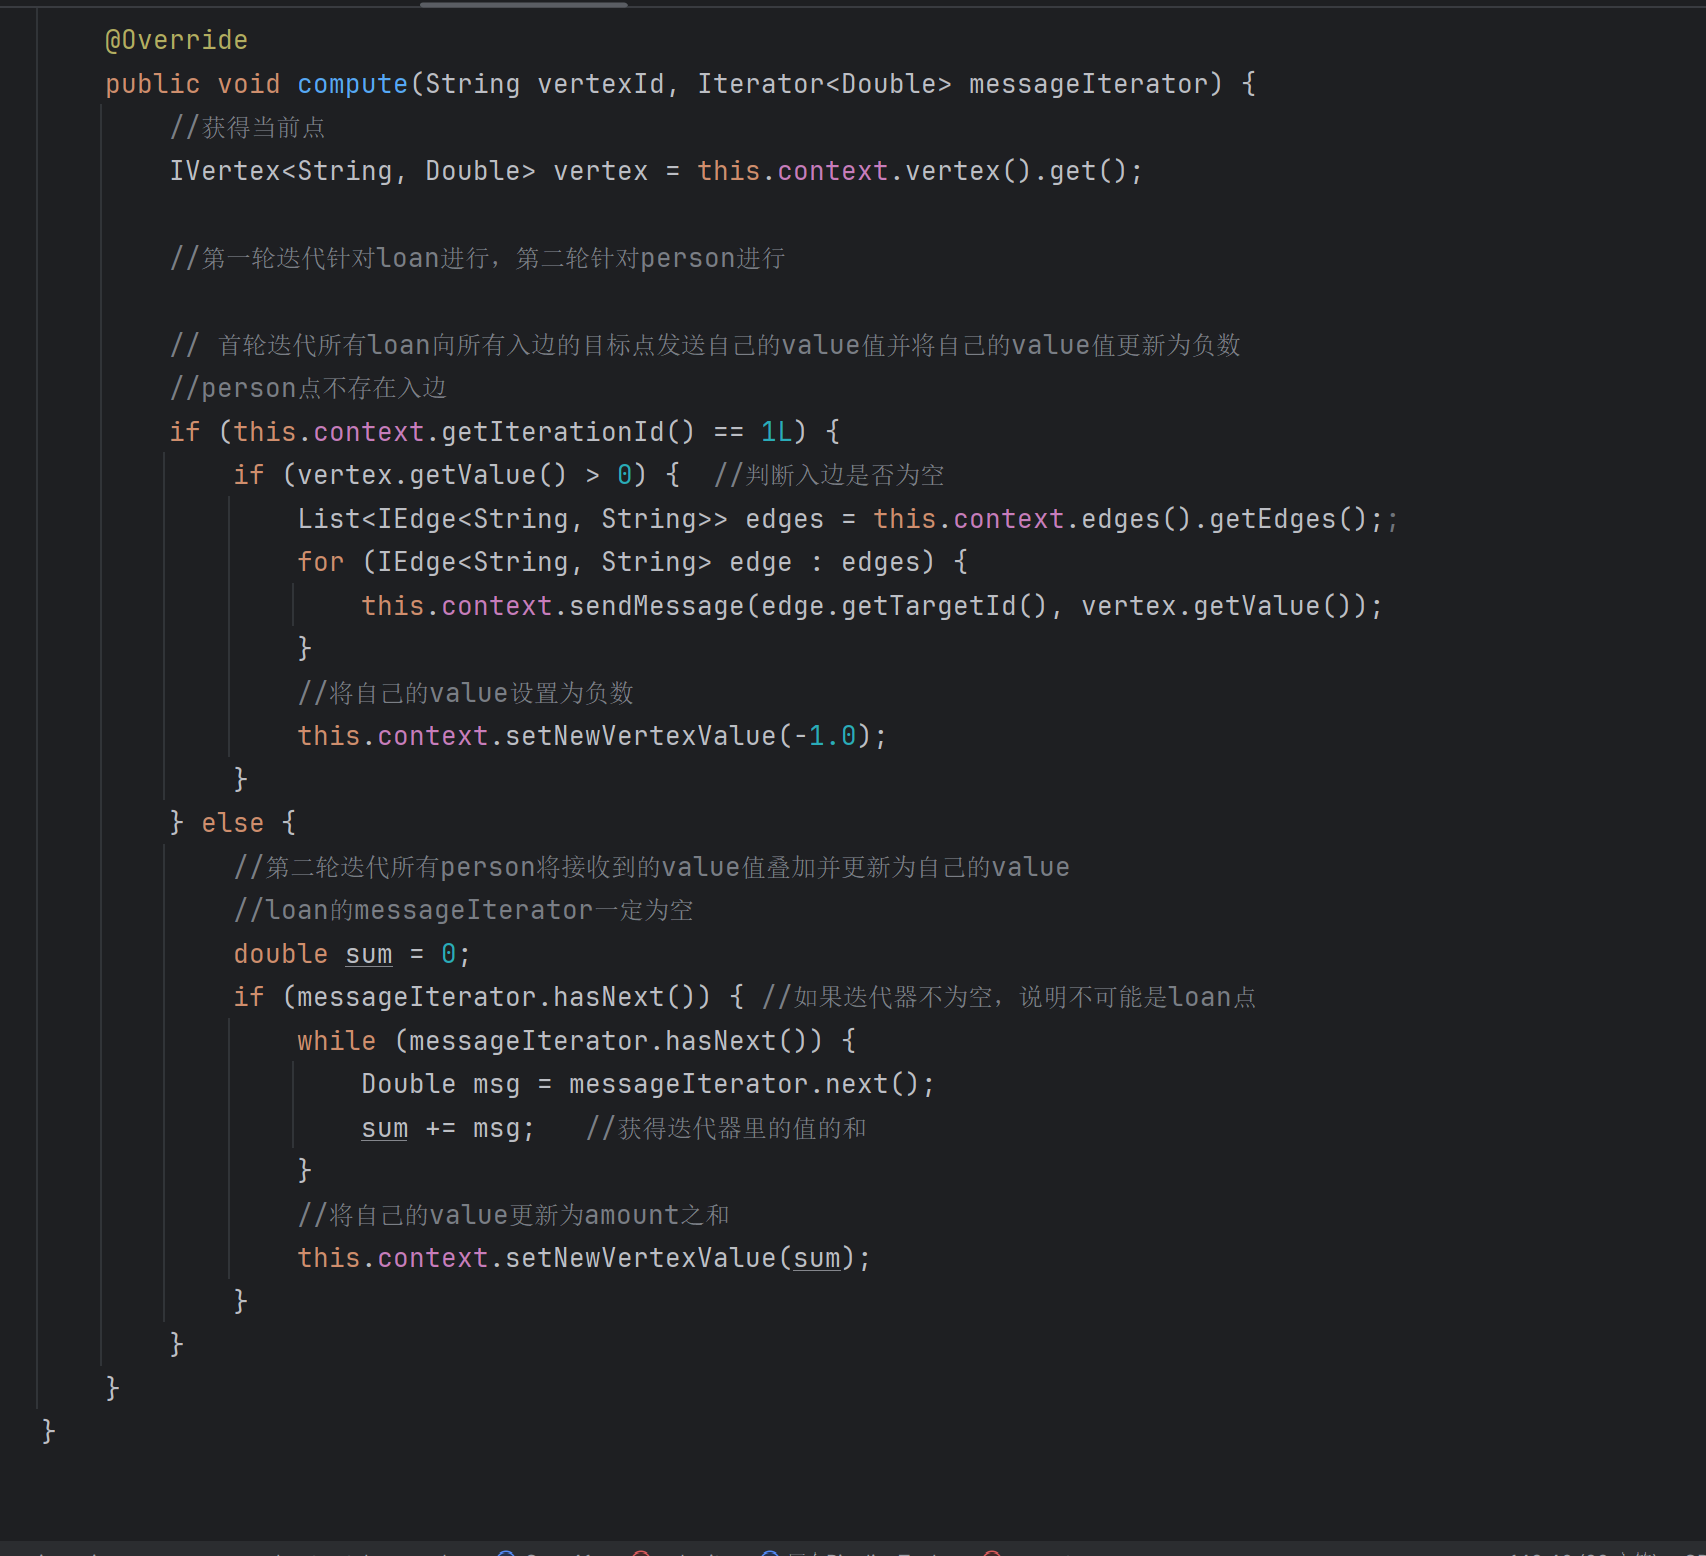 @Override
public void compute(String vertexId, Iterator<Double> messageIterator) {
//获得当前点
IVertex<String, Double> vertex = this.context.vertex().get();
//第一轮迭代针对loan进行，第二轮针对person进行
// 首轮迭代所有loan向所有入边的目标点发送自己的value值并将自己的value值更新为负数
//person点不存在入边
if (this.context.getIterationId() == 1L) {
if (vertex.getValue() > 0) {  //判断入边是否为空
List<IEdge<String, String>> edges = this.context.edges().getEdges();;
for (IEdge<String, String> edge : edges) {
this.context.sendMessage(edge.getTargetId(), vertex.getValue());
}
//将自己的value设置为负数
this.context.setNewVertexValue(-1.0);
}
} else {
//第二轮迭代所有person将接收到的value值叠加并更新为自己的value
//loan的messageIterator一定为空
double sum = 0;
if (messageIterator.hasNext()) { //如果迭代器不为空，说明不可能是loan点
while (messageIterator.hasNext()) {
Double msg = messageIterator.next();
sum += msg;   //获得迭代器里的值的和
}
//将自己的value更新为amount之和
this.context.setNewVertexValue(sum);
}
}
}
}